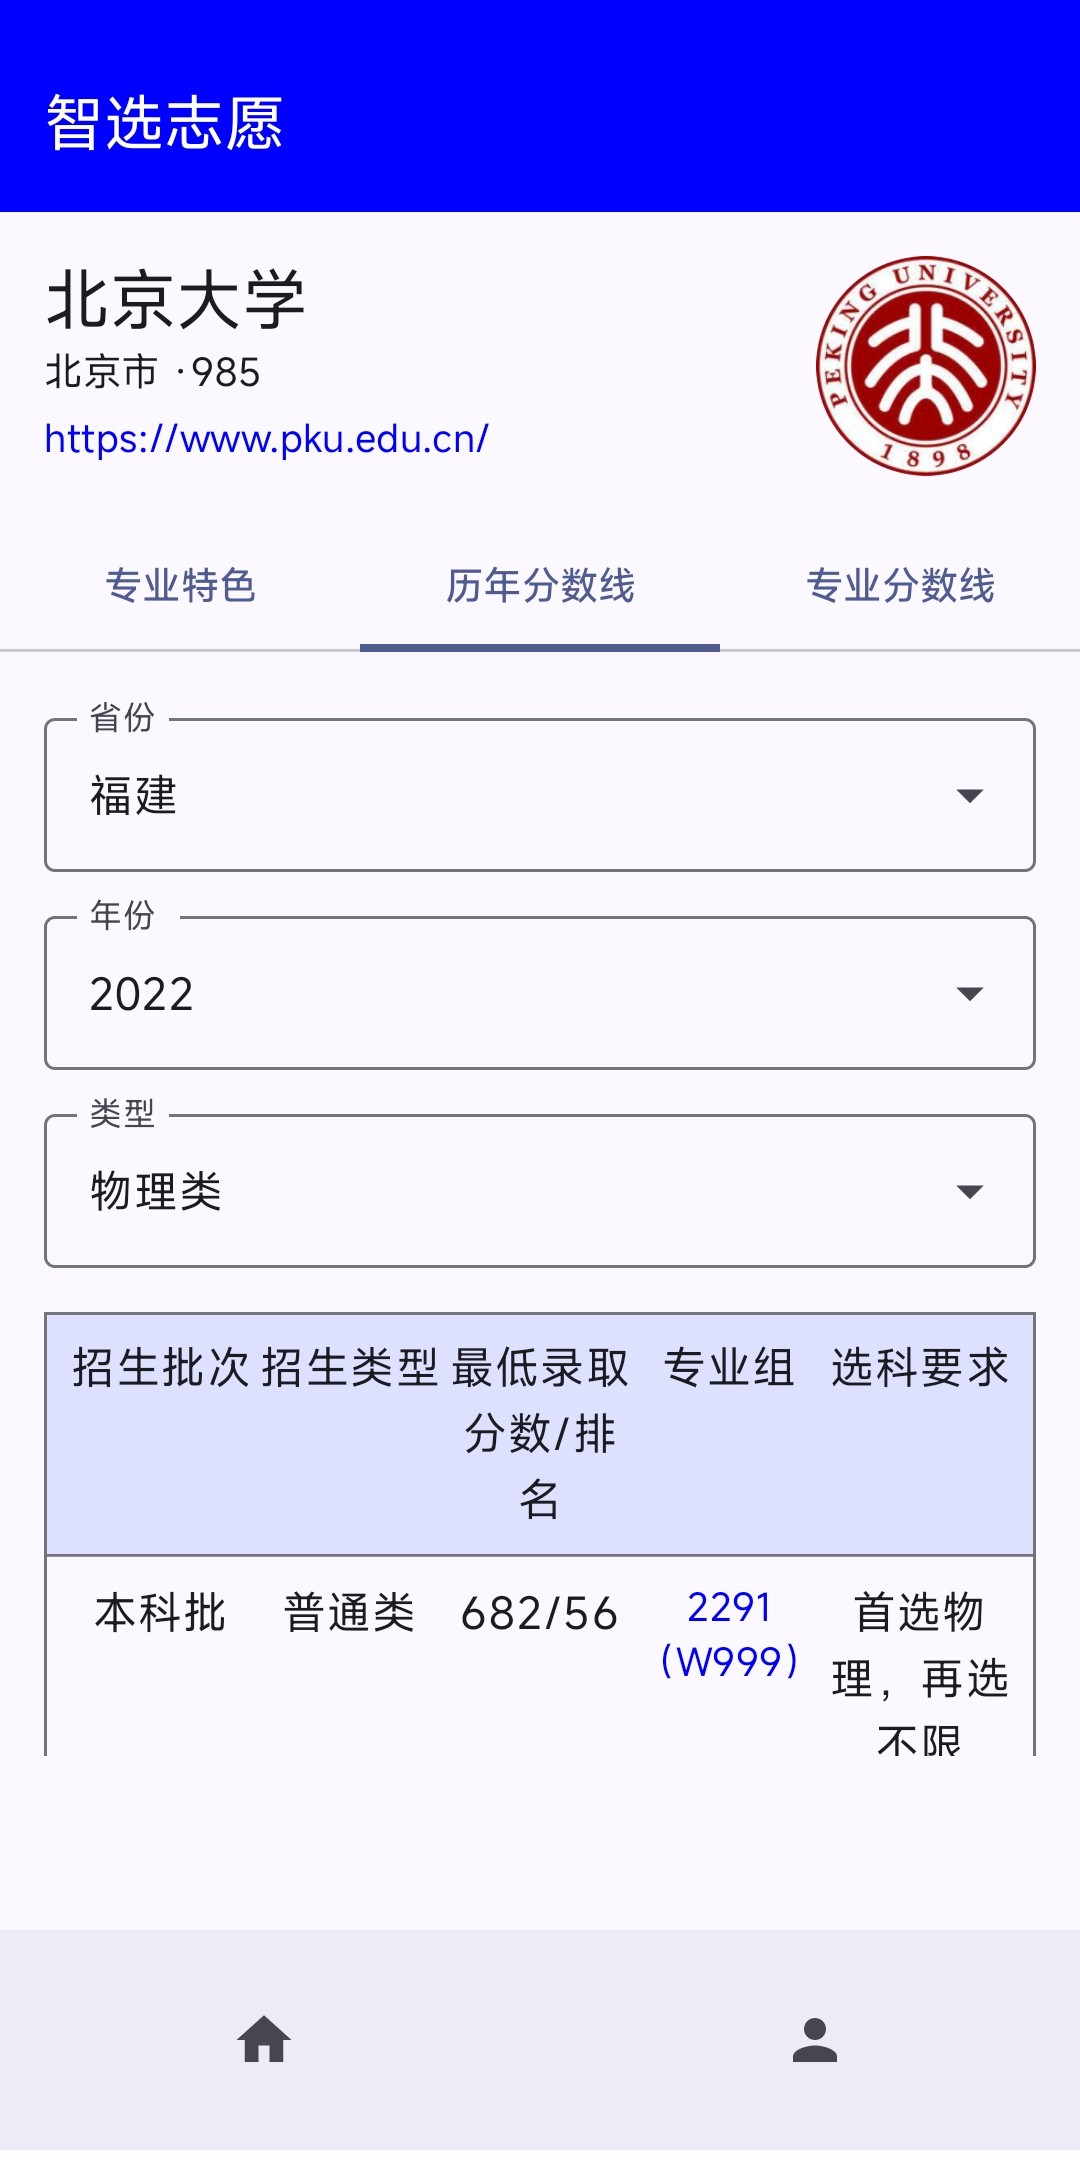 智选志愿
北京大学
北京市 ·985
https://www.pku.edu.cn/
PEKING UNIVERSITY
1898
专业特色 历年分数线 专业分数线
省份
福建
年份
2022
类型
物理类
招生批次 招生类型 最低录取 专业组 选科要求
分数/排
名
本科批 普通类 682/56 2291 首选物
(W999) 理，再选
不限